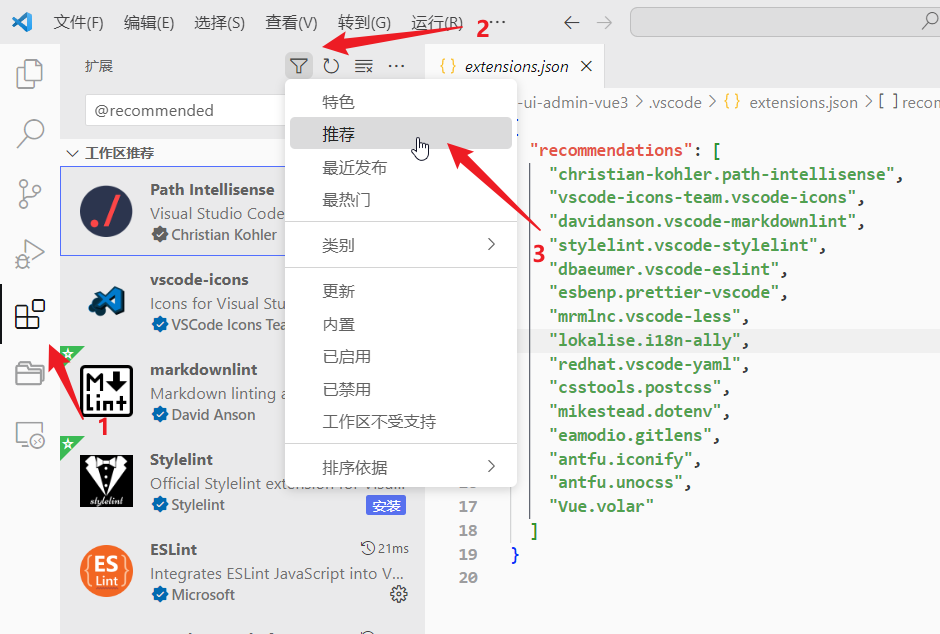 文件(F) 编辑(E) 选择(S) 查看(V) 转到(G) 运行(R) ···
2
扩展
@recommended
工作区推荐
Path Intellisense
Visual Studio Code
Christian Kohler
vscode-icons
Icons for Visual Stu
VSCode Icons Tea
markdownlint
Markdown linting a
David Anson
Stylelint
Official Stylelint extension for Visu...
Stylelint
安装
ESLint
21ms
Integrates ESLint JavaScript into V...
Microsoft
M
Lint
stylelint
ES
Lint
1
特色
推荐
最近发布
最热门
类别
更新
内置
已启用
已禁用
工作区不受支持
排序依据
3
{} extensions.json
-ui-admin-vue3 > .vscode > {} extensions.json > [ ] recom
"recommendations": [
"christian-kohler.path-intellisense",
"vscode-icons-team.vscode-icons",
"davidanson.vscode-markdownlint",
"stylelint.vscode-stylelint",
"dbaeumer.vscode-eslint",
"esbenp.prettier-vscode",
"mrmlnc.vscode-less",
"lokalise.i18n-ally",
"redhat.vscode-yaml",
"csstools.postcss",
"mikestead.dotenv",
"eamodio.gitlens",
"antfu.iconify",
"antfu.unocss",
17 "Vue.volar"
18 ]
19 }
20